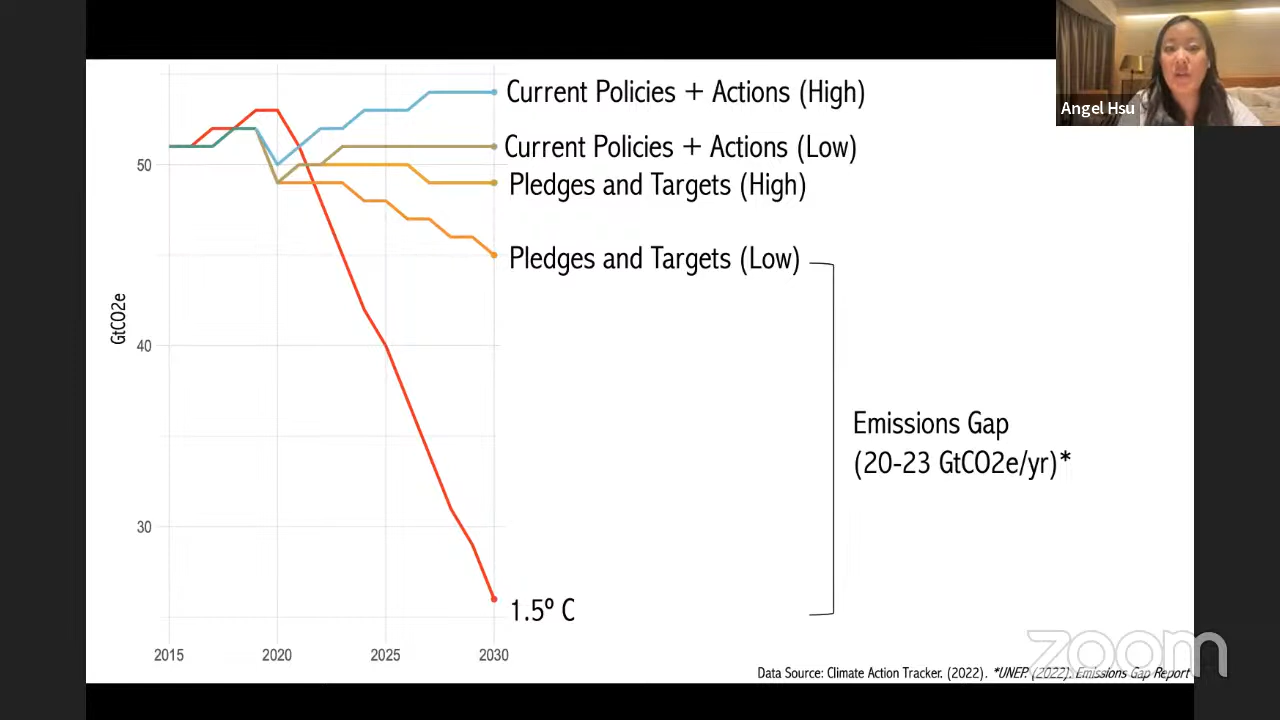 Angel Hsu
Current Policies + Actions (High)
Current Policies + Actions (Low)
Pledges and Targets (High)
Pledges and Targets (Low)
50
40
30
GtCO2e
Emissions Gap
(20-23 GtCO2e/yr)*
1.5º C
2015 2020 2025 2030
zoom
Data Source: Climate Action Tracker. (2022). *UNEP. (2022). Emissions Gap Report